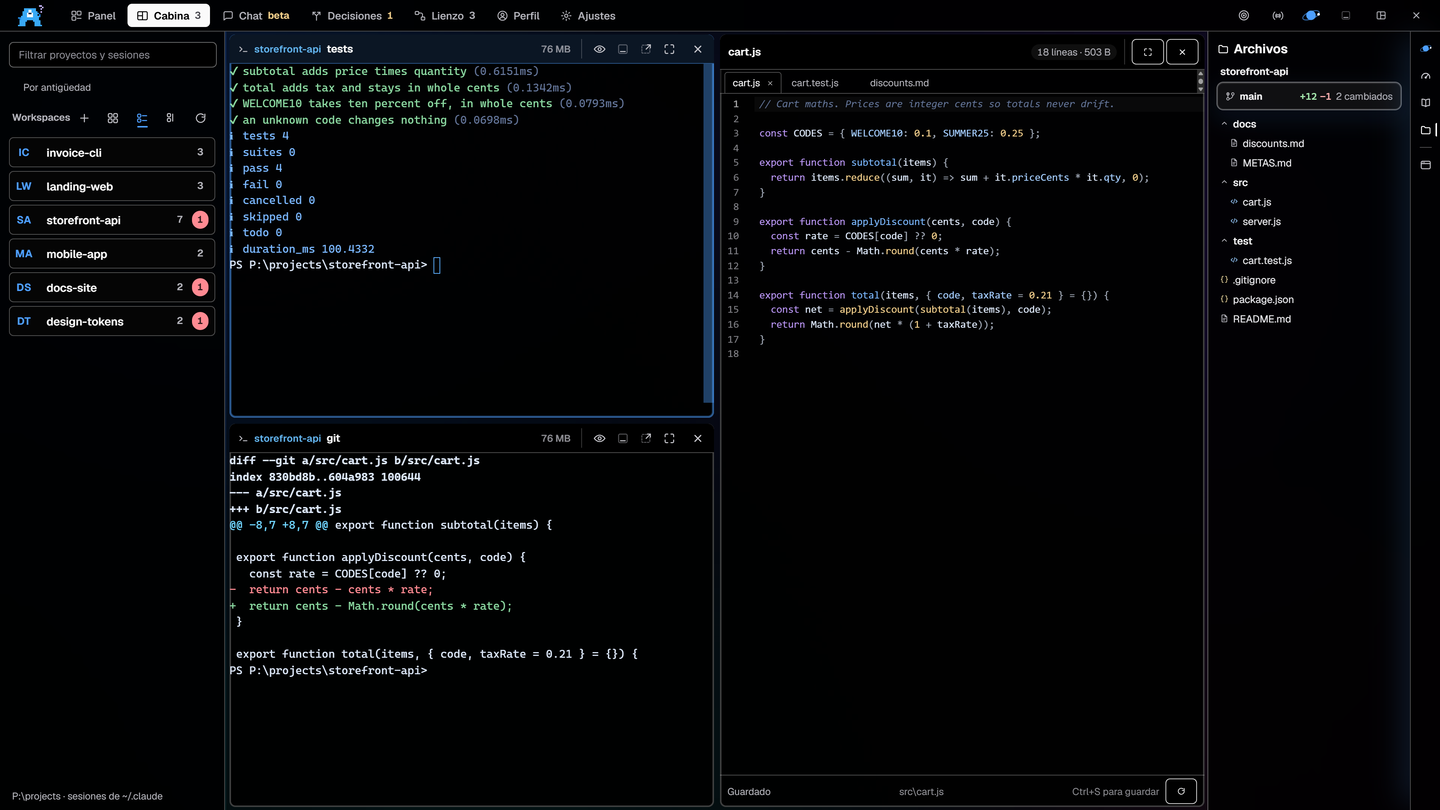 Panel
Cabina 3
Chat beta
Decisiones 1
Lienzo 3
Perfil
Ajustes
Filtrar proyectos y sesiones
Por antigüedad
Workspaces
IC invoice-cli 3
LW landing-web 3
SA storefront-api 7 1
MA mobile-app 2
DS docs-site 2 1
DT design-tokens 2 1
P:\projects · sesiones de ~/.claude
storefront-api tests 76 MB
✓ subtotal adds price times quantity (0.6151ms)
✓ total adds tax and stays in whole cents (0.1342ms)
✓ WELCOME10 takes ten percent off, in whole cents (0.0793ms)
✓ an unknown code changes nothing (0.0698ms)
ℹ tests 4
ℹ suites 0
ℹ pass 4
ℹ fail 0
ℹ cancelled 0
ℹ skipped 0
ℹ todo 0
ℹ duration_ms 100.4332
PS P:\projects\storefront-api>
storefront-api git 76 MB
diff --git a/src/cart.js b/src/cart.js
index 830bd8b..604a983 100644
--- a/src/cart.js
+++ b/src/cart.js
@@ -8,7 +8,7 @@ export function subtotal(items) {
export function applyDiscount(cents, code) {
const rate = CODES[code] ?? 0;
- return cents - cents * rate;
+ return cents - Math.round(cents * rate);
}
export function total(items, { code, taxRate = 0.21 } = {}) {
PS P:\projects\storefront-api>
cart.js 18 líneas · 503 B
cart.js × cart.test.js discounts.md
1 // Cart maths. Prices are integer cents so totals never drift.
2
3 const CODES = { WELCOME10: 0.1, SUMMER25: 0.25 };
4
5 export function subtotal(items) {
6 return items.reduce((sum, it) => sum + it.priceCents * it.qty, 0);
7 }
8
9 export function applyDiscount(cents, code) {
10 const rate = CODES[code] ?? 0;
11 return cents - Math.round(cents * rate);
12 }
13
14 export function total(items, { code, taxRate = 0.21 } = {}) {
15 const net = applyDiscount(subtotal(items), code);
16 return Math.round(net * (1 + taxRate));
17 }
18
Guardado src\cart.js Ctrl+S para guardar
Archivos
storefront-api
main +12 −1 2 cambiados
docs
discounts.md
METAS.md
src
cart.js
server.js
test
cart.test.js
.gitignore
package.json
README.md